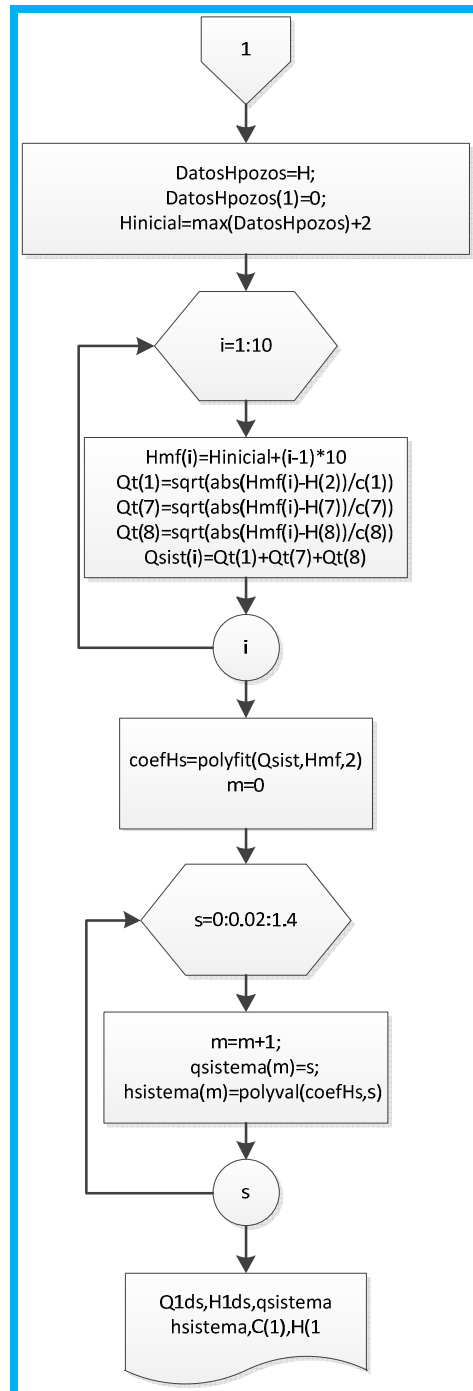 1
DatosHpozos=H;
DatosHpozos(1)=0;
Hinicial=max(DatosHpozos)+2
i=1:10
Hmf(i)=Hinicial+(i-1)*10
Qt(1)=sqrt(abs(Hmf(i)-H(2))/c(1))
Qt(7)=sqrt(abs(Hmf(i)-H(7))/c(7))
Qt(8)=sqrt(abs(Hmf(i)-H(8))/c(8))
Qsist(i)=Qt(1)+Qt(7)+Qt(8)
i
coefHs=polyfit(Qsist,Hmf,2)
m=0
s=0:0.02:1.4
m=m+1;
qsistema(m)=s;
hsistema(m)=polyval(coefHs,s)
s
Q1ds,H1ds,qsistema
hsistema,C(1),H(1